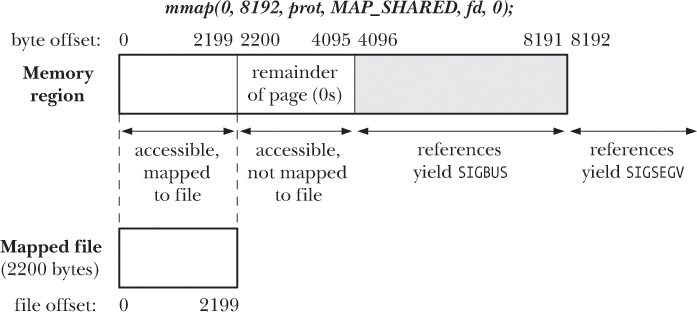 mmap(0, 8192, prot, MAP_SHARED, fd, 0);
byte offset: 0 2199 2200 4095 4096 8191 8192
Memory region
remainder of page (0s)
accessible, mapped to file
accessible, not mapped to file
references yield SIGBUS
references yield SIGSEGV
Mapped file
(2200 bytes)
file offset: 0 2199